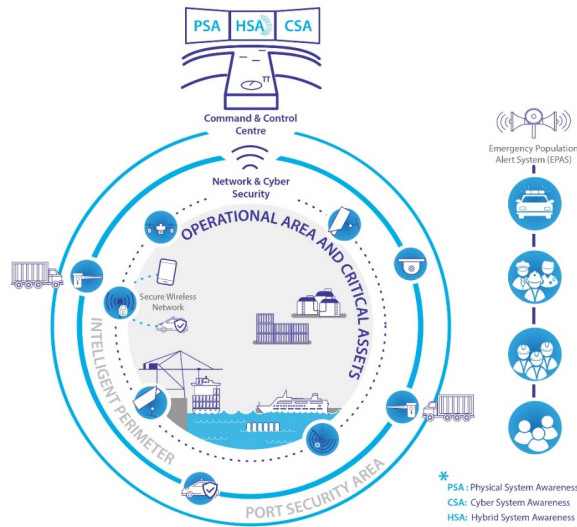 PSA
HSA
CSA
Command & Control
Centre
Network & Cyber
Security
OPERATIONAL AREA AND CRITICAL ASSETS
Secure Wireless
Network
INTELLIGENT PERIMETER
PORT SECURITY AREA
Emergency Population
Alert System (EPAS)
*
PSA : Physical System Awareness
CSA: Cyber System Awareness
HSA: Hybrid System Awareness